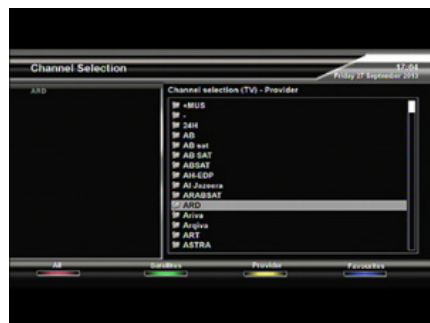 Channel Selection
17:04
Friday 27 September 2013
ARD
Channel selection (TV) - Provider
+MUS
-
24H
AB
AB sat
AB SAT
ABSAT
AH-EDP
Al Jazeera
ARABSAT
ARD
Ariva
Arqiva
ART
ASTRA
All
Satellites
Provider
Favourites